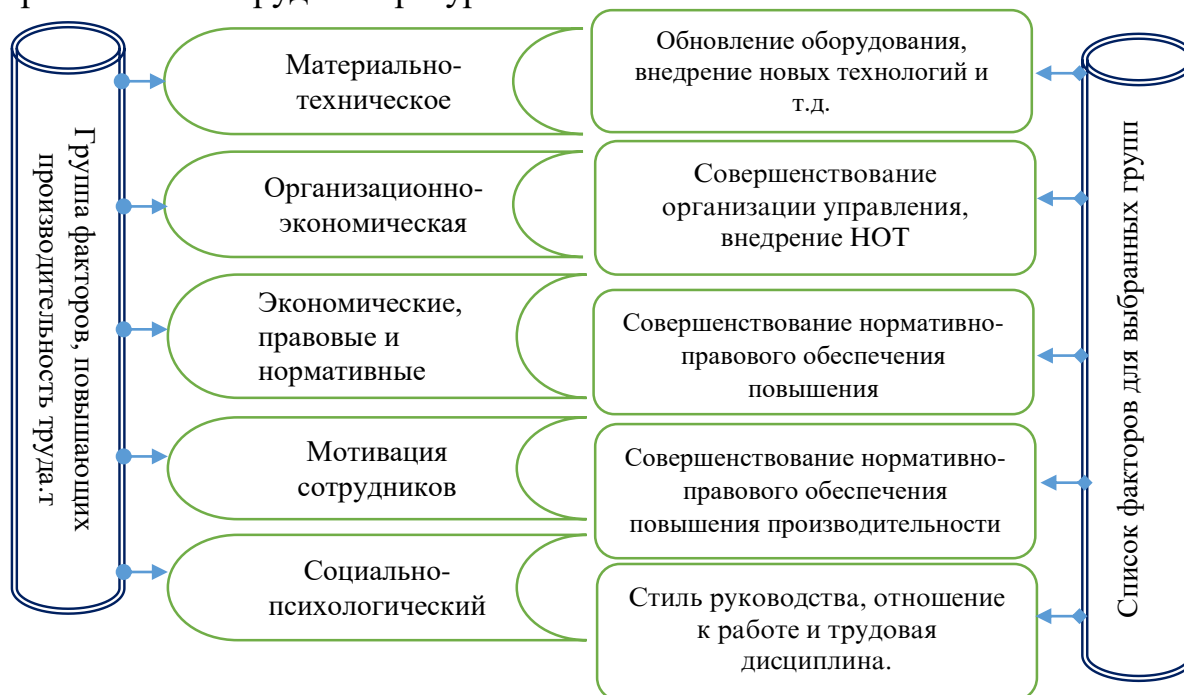 Группа факторов, повышающих
производительность труда.т
Материально-
техническое
Обновление оборудования,
внедрение новых технологий и
т.д.
Организационно-
экономическая
Совершенствование
организации управления,
внедрение НОТ
Экономические,
правовые и
нормативные
Совершенствование нормативно-
правового обеспечения
повышения
Мотивация
сотрудников
Совершенствование нормативно-
правового обеспечения
повышения производительности
Социально-
психологический
Стиль руководства, отношение
к работе и трудовая
дисциплина.
Список факторов для выбранных групп